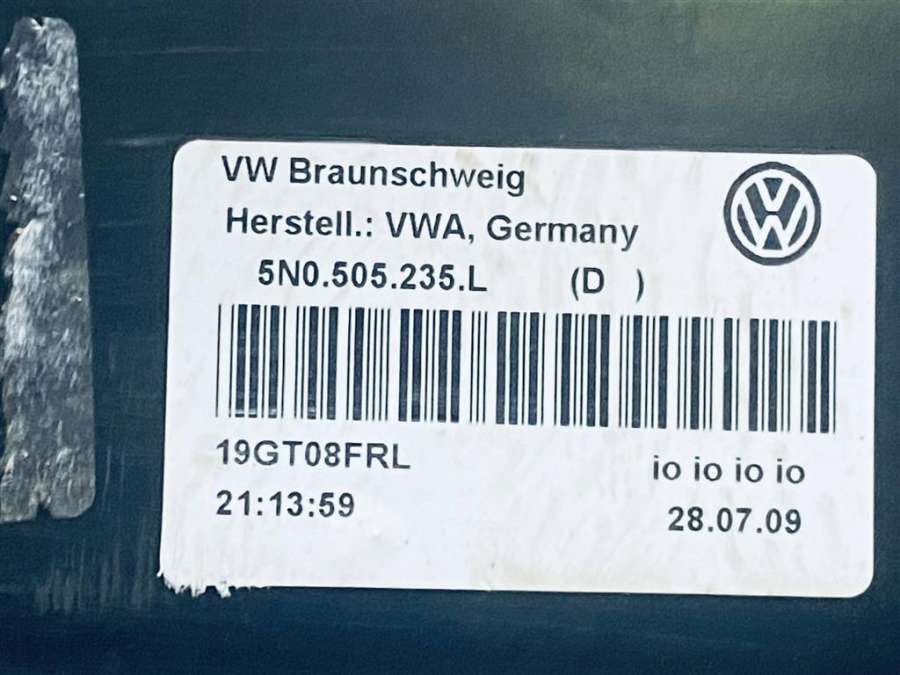 VW Braunschweig
Herstell.: VWA, Germany
5N0.505.235.L (D )
19GT08FRL
io io io io
21:13:59
28.07.09